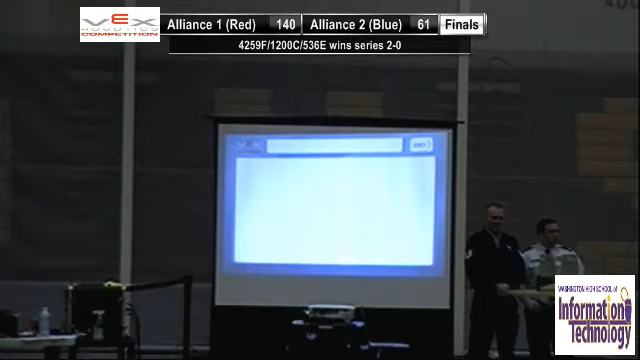 VEX
ROBOTICS
COMPETITION
Alliance 1 (Red) 140 Alliance 2 (Blue) 61 Finals
4259F/1200C/536E wins series 2-0
VEX
WASHINGTON HIGH SCHOOL of
Information
Technology